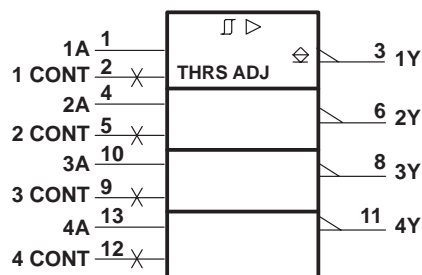 1A 1 3 1Y
1 CONT 2 THRS ADJ
2A 4 6 2Y
2 CONT 5
3A 10 8 3Y
3 CONT 9
4A 13 11 4Y
4 CONT 12